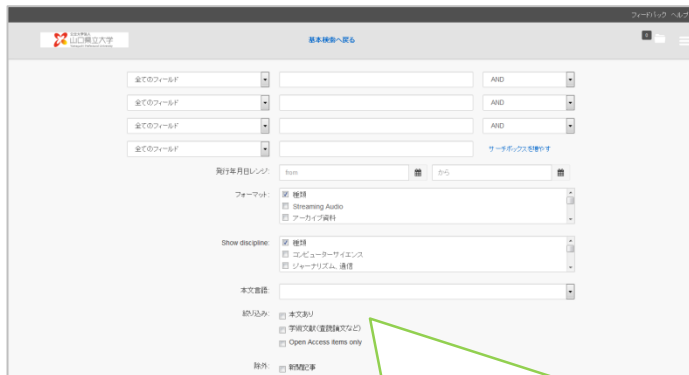 フィードバック ヘルプ
山口県立大学
基本検索へ戻る
0
全てのフィールド AND
全てのフィールド AND
全てのフィールド AND
全てのフィールド サーチボックスを増やす
発行年月日レンジ: from から
フォーマット: 種類
Streaming Audio
アーカイブ資料
Show discipline: 種類
コンピューターサイエンス
ジャーナリズム、通信
本文言語:
絞り込み: 本文あり
学術文献(査読論文など)
Open Access items only
除外: 新聞記事